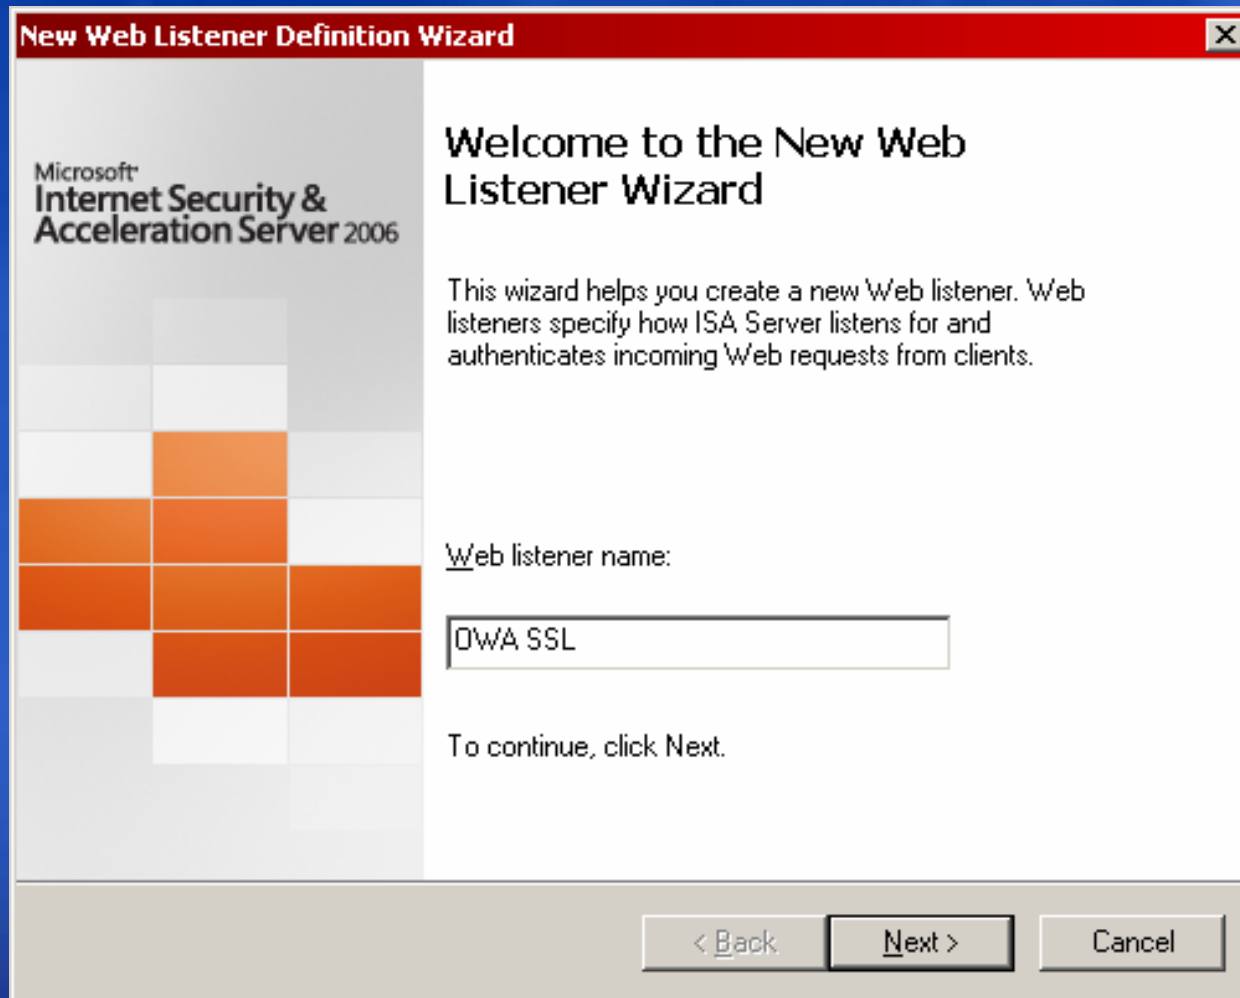 New Web Listener Definition Wizard
Microsoft
Internet Security &
Acceleration Server 2006
Welcome to the New Web
Listener Wizard
This wizard helps you create a new Web listener. Web
listeners specify how ISA Server listens for and
authenticates incoming Web requests from clients.
Web listener name:
OWA SSL
To continue, click Next.
< Back
Next >
Cancel